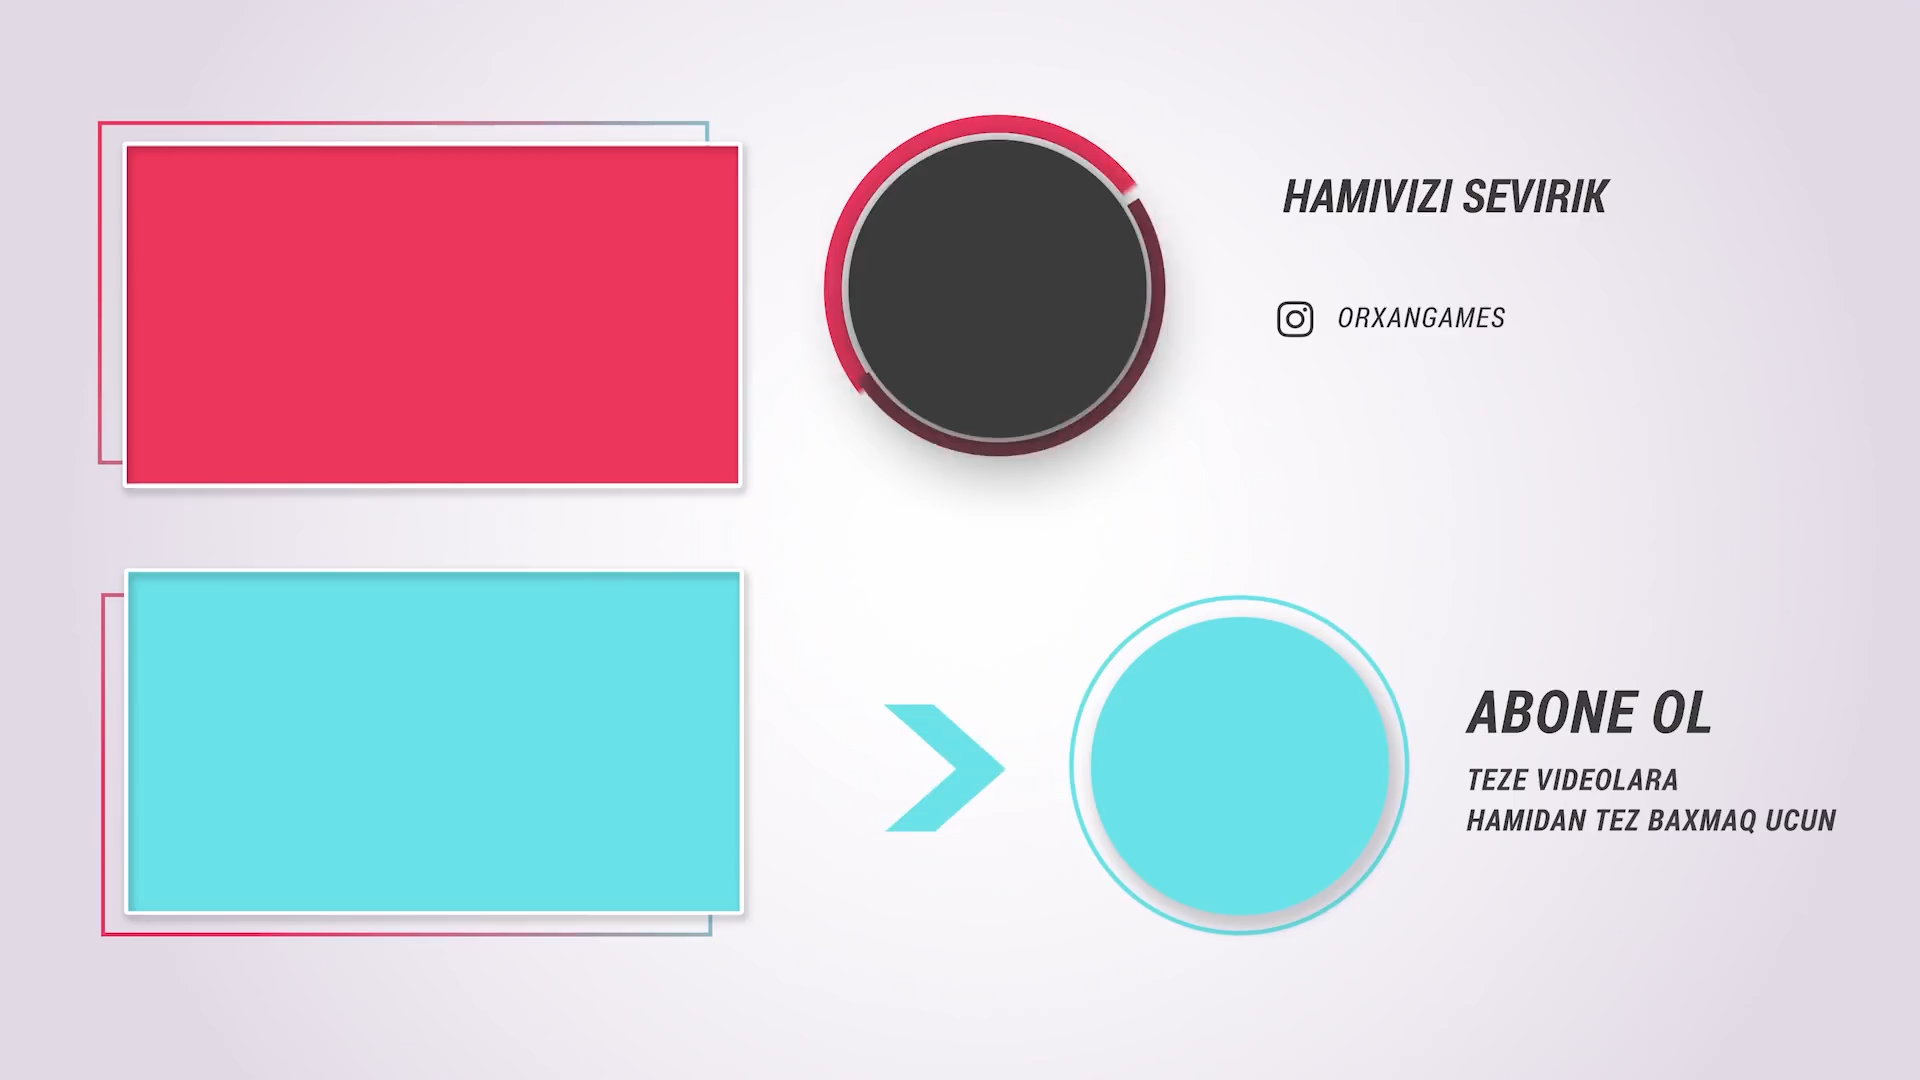 HAMIVIZI SEVIRIK
ORXANGAMES
ABONE OL
TEZE VIDEOLARA
HAMIDAN TEZ BAXMAQ UCUN